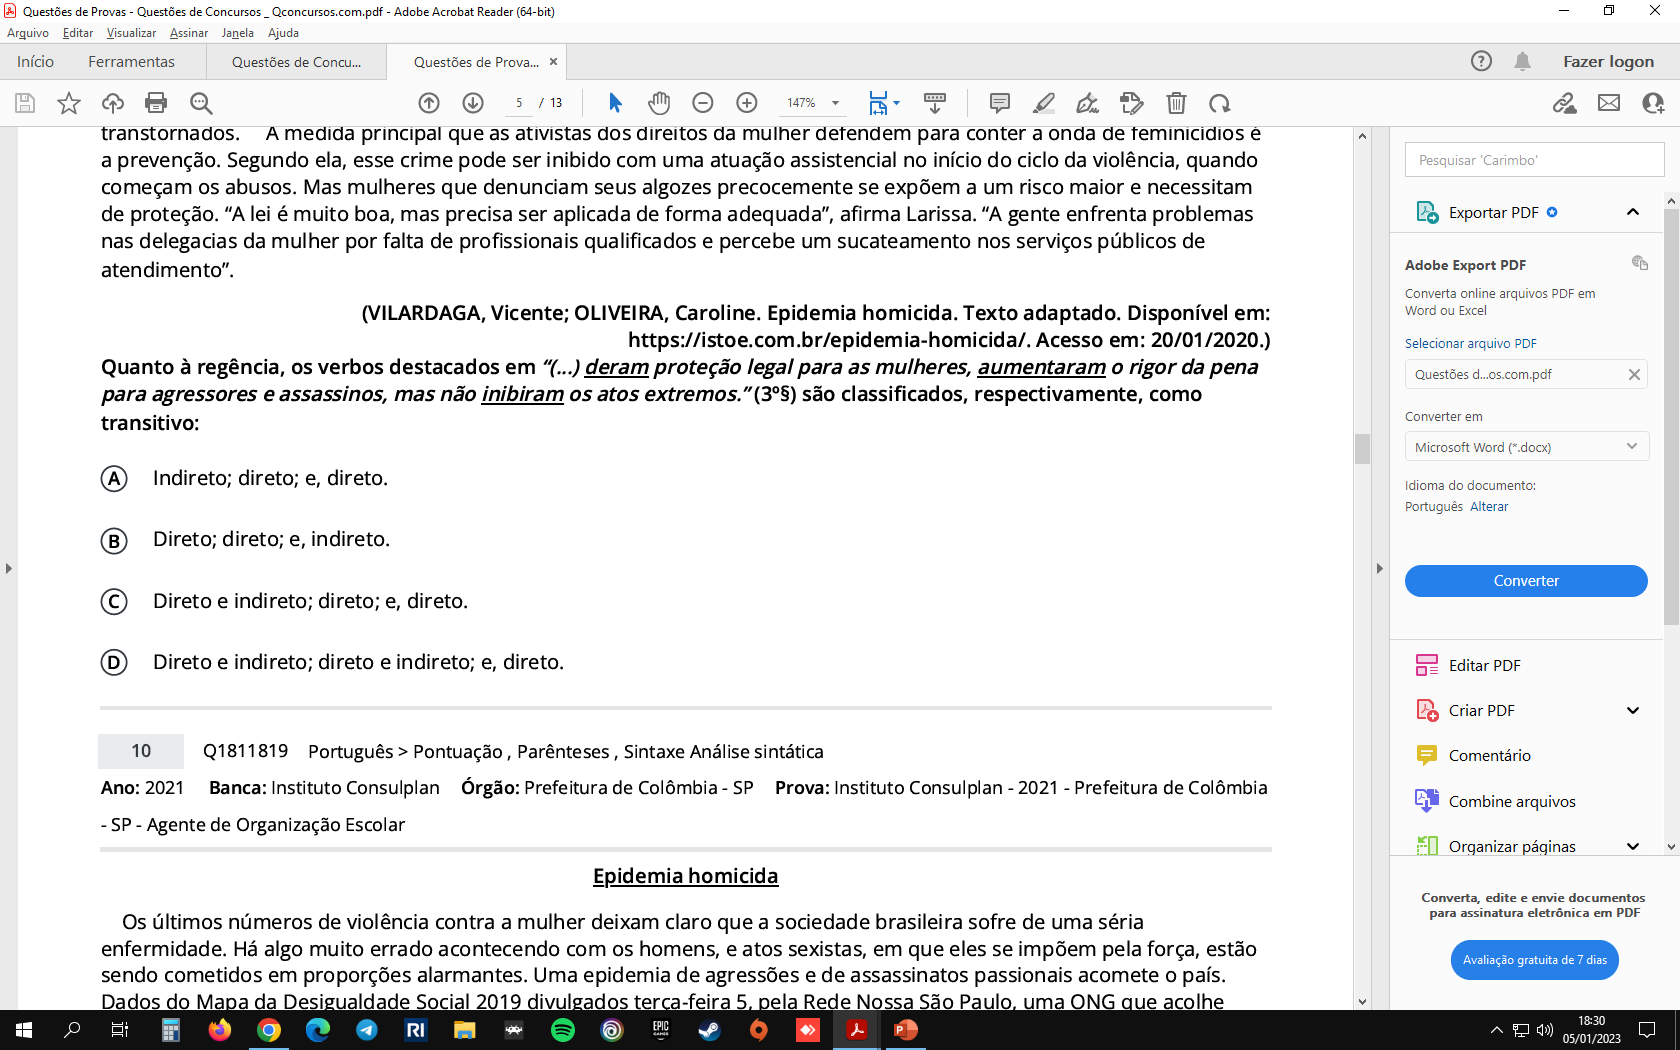 Questões de Provas - Questões de Concursos _ Qconcursos.com.pdf - Adobe Acrobat Reader (64-bit)
Arquivo Editar Visualizar Assinar Janela Ajuda
Início Ferramentas Questões de Concu... Questões de Prova... × Fazer logon
5 / 13 147%
transtornados. A medida principal que as ativistas dos direitos da mulher defendem para conter a onda de feminicídios é
a prevenção. Segundo ela, esse crime pode ser inibido com uma atuação assistencial no início do ciclo da violência, quando
começam os abusos. Mas mulheres que denunciam seus algozes precocemente se expõem a um risco maior e necessitam
de proteção. “A lei é muito boa, mas precisa ser aplicada de forma adequada”, afirma Larissa. “A gente enfrenta problemas
nas delegacias da mulher por falta de profissionais qualificados e percebe um sucateamento nos serviços públicos de
atendimento”.
(VILARDAGA, Vicente; OLIVEIRA, Caroline. Epidemia homicida. Texto adaptado. Disponível em:
https://istoe.com.br/epidemia-homicida/. Acesso em: 20/01/2020.)
Quanto à regência, os verbos destacados em “(...) deram proteção legal para as mulheres, aumentaram o rigor da pena
para agressores e assassinos, mas não inibiram os atos extremos.” (3º§) são classificados, respectivamente, como
transitivo:
A Indireto; direto; e, direto.
B Direto; direto; e, indireto.
C Direto e indireto; direto; e, direto.
D Direto e indireto; direto e indireto; e, direto.
10 Q1811819 Português > Pontuação , Parênteses , Sintaxe Análise sintática
Ano: 2021 Banca: Instituto Consulplan Órgão: Prefeitura de Colômbia - SP Prova: Instituto Consulplan - 2021 - Prefeitura de Colômbia
- SP - Agente de Organização Escolar
Epidemia homicida
Os últimos números de violência contra a mulher deixam claro que a sociedade brasileira sofre de uma séria
enfermidade. Há algo muito errado acontecendo com os homens, e atos sexistas, em que eles se impõem pela força, estão
sendo cometidos em proporções alarmantes. Uma epidemia de agressões e de assassinatos passionais acomete o país.
Dados do Mapa da Desigualdade Social 2019 divulgados terça-feira 5, pela Rede Nossa São Paulo, uma ONG que acolhe
Pesquisar 'Carimbo'
Exportar PDF
Adobe Export PDF
Converta online arquivos PDF em
Word ou Excel
Selecionar arquivo PDF
Questões d...os.com.pdf
Converter em
Microsoft Word (*.docx)
Idioma do documento:
Português Alterar
Converter
Editar PDF
Criar PDF
Comentário
Combine arquivos
Organizar páginas
Converta, edite e envie documentos
para assinatura eletrônica em PDF
Avaliação gratuita de 7 dias
RI EPIC GAMES P
18:30
05/01/2023